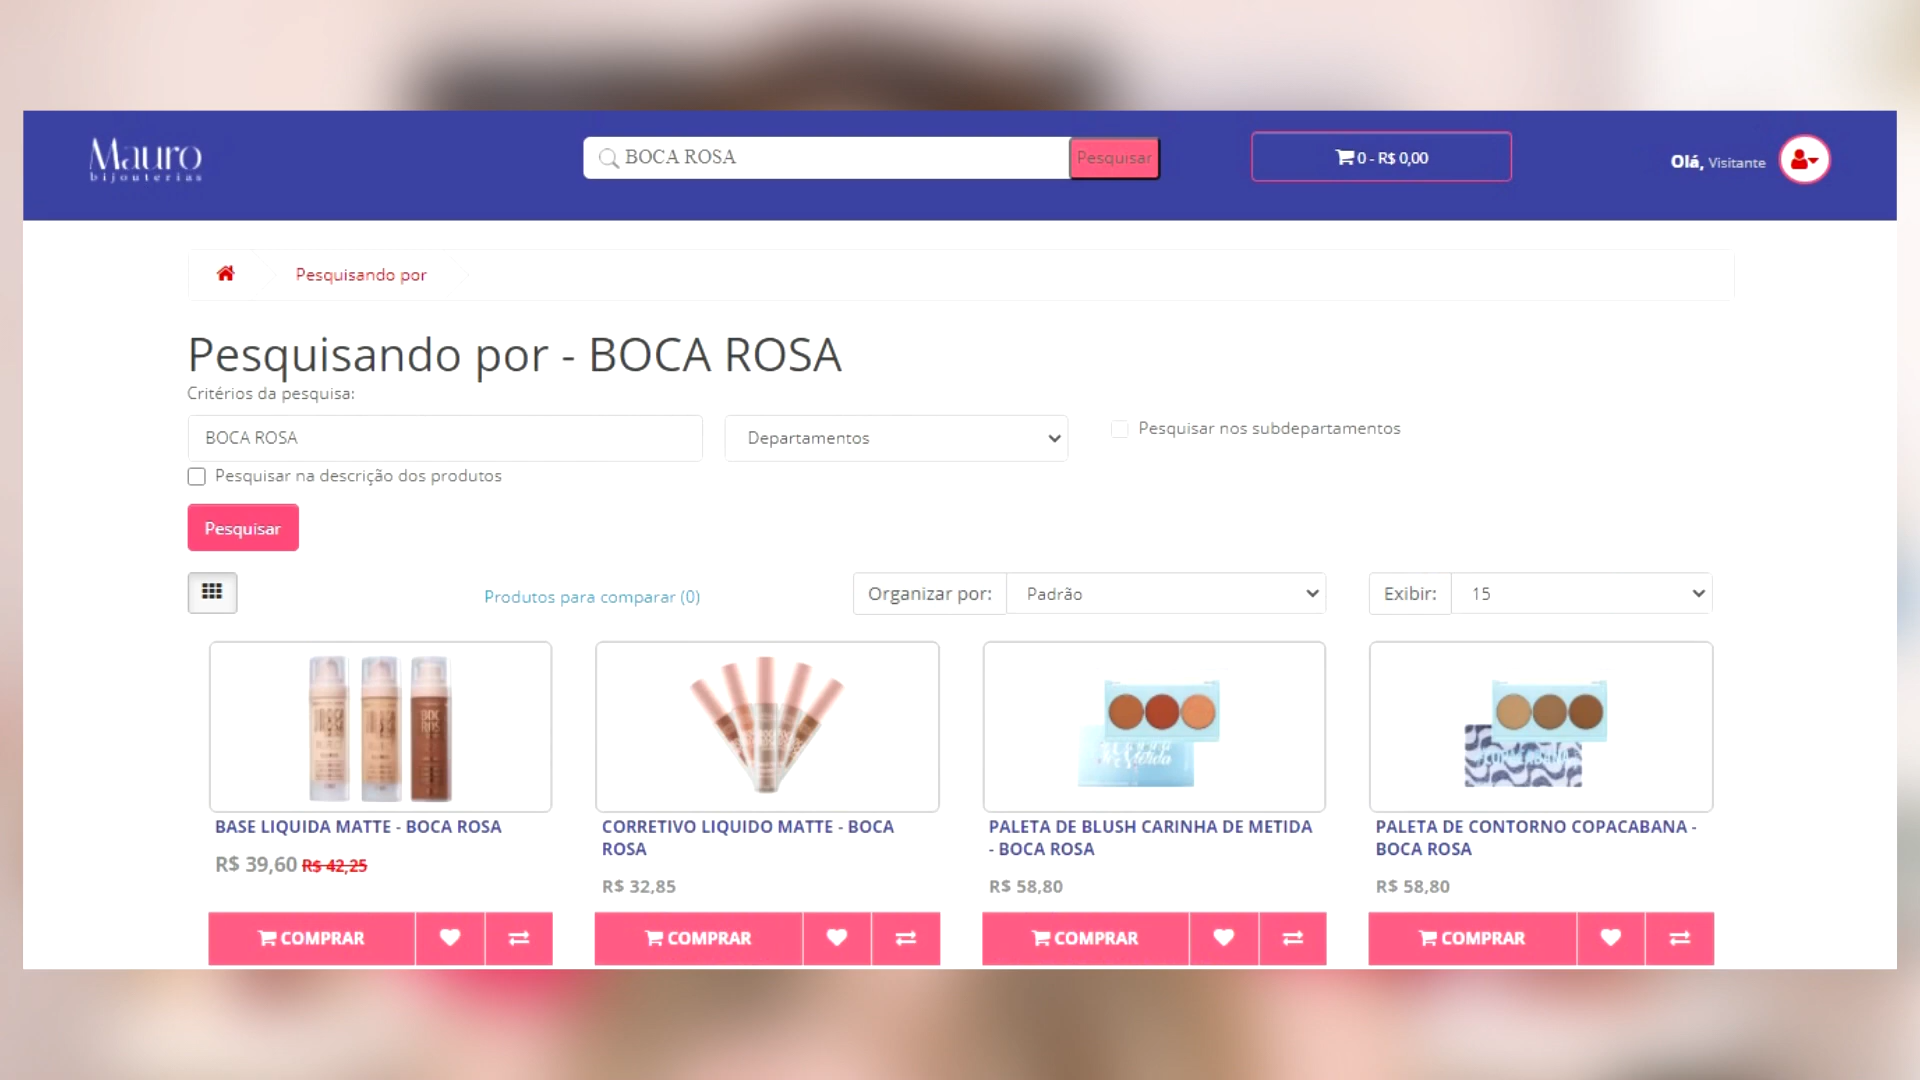 Mauro
bijouterias
BOCA ROSA
Pesquisar
0 - R$ 0,00
Olá, Visitante
Pesquisando por
Pesquisando por - BOCA ROSA
Critérios da pesquisa:
BOCA ROSA
Departamentos
Pesquisar nos subdepartamentos
Pesquisar na descrição dos produtos
Pesquisar
Produtos para comparar (0)
Organizar por:
Padrão
Exibir:
15
BASE LIQUIDA MATTE - BOCA ROSA
R$ 39,60 R$ 42,25
COMPRAR
CORRETIVO LIQUIDO MATTE - BOCA
ROSA
R$ 32,85
COMPRAR
Metida
PALETA DE BLUSH CARINHA DE METIDA
- BOCA ROSA
R$ 58,80
COMPRAR
PALETA DE CONTORNO COPACABANA -
BOCA ROSA
R$ 58,80
COMPRAR